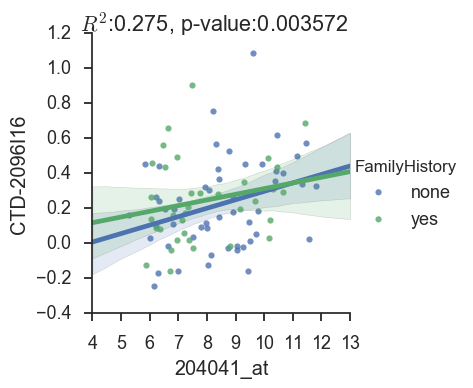 R²:0.275, p-value:0.003572
1.2
1.0
0.8
0.6
0.4
0.2
0.0
−0.2
−0.4
CTD-2096I16
4 5 6 7 8 9 10 11 12 13
204041_at
FamilyHistory
none
yes